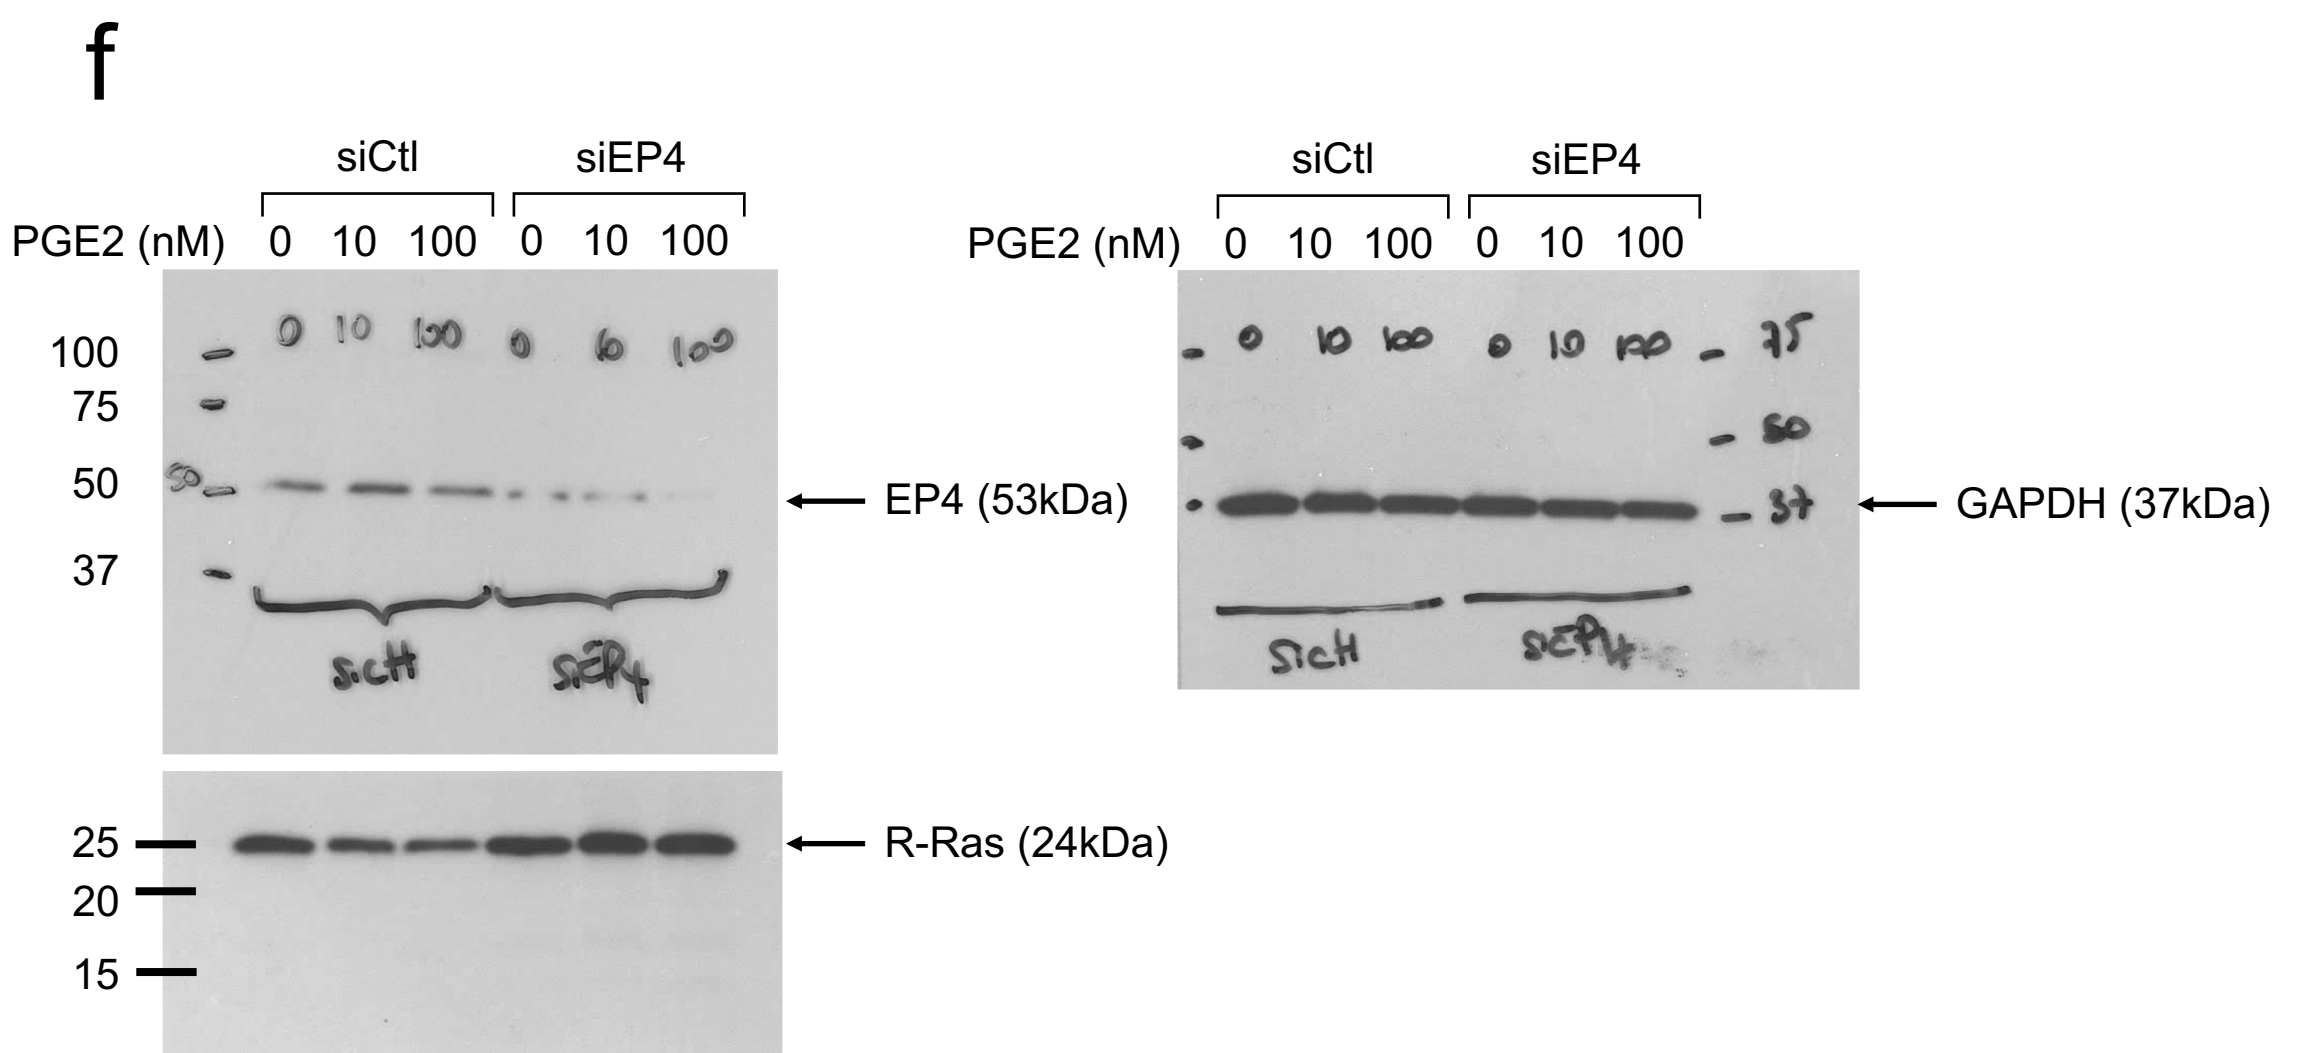 f
siCtl siEP4
PGE2 (nM) 0 10 100 0 10 100
0 10 100 0 10 100
100
75
50 50
37
EP4 (53kDa)
sictl siEP4
25
20
15
R-Ras (24kDa)
siCtl siEP4
PGE2 (nM) 0 10 100 0 10 100
0 10 100 0 10 100 75
50
37
GAPDH (37kDa)
sictl siEP4